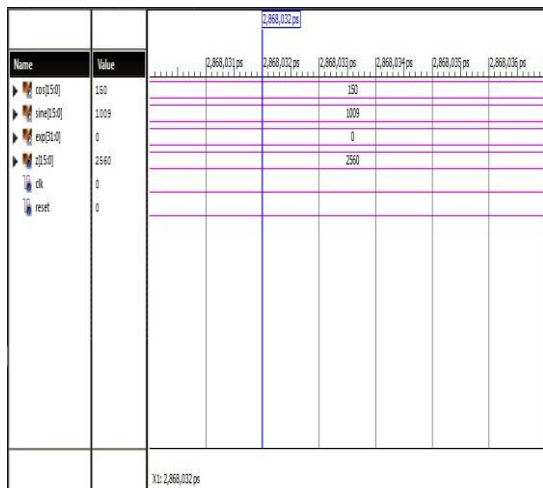 2,868,032 ps
Name Value 2,868,031 ps 2,868,032 ps 2,868,033 ps 2,868,034 ps 2,868,035 ps 2,868,036 ps
cos[15:0] 150 150
sine[15:0] 1009 1009
exp[31:0] 0 0
z[15:0] 2560 2560
clk 0
reset 0
X1: 2,868,032 ps